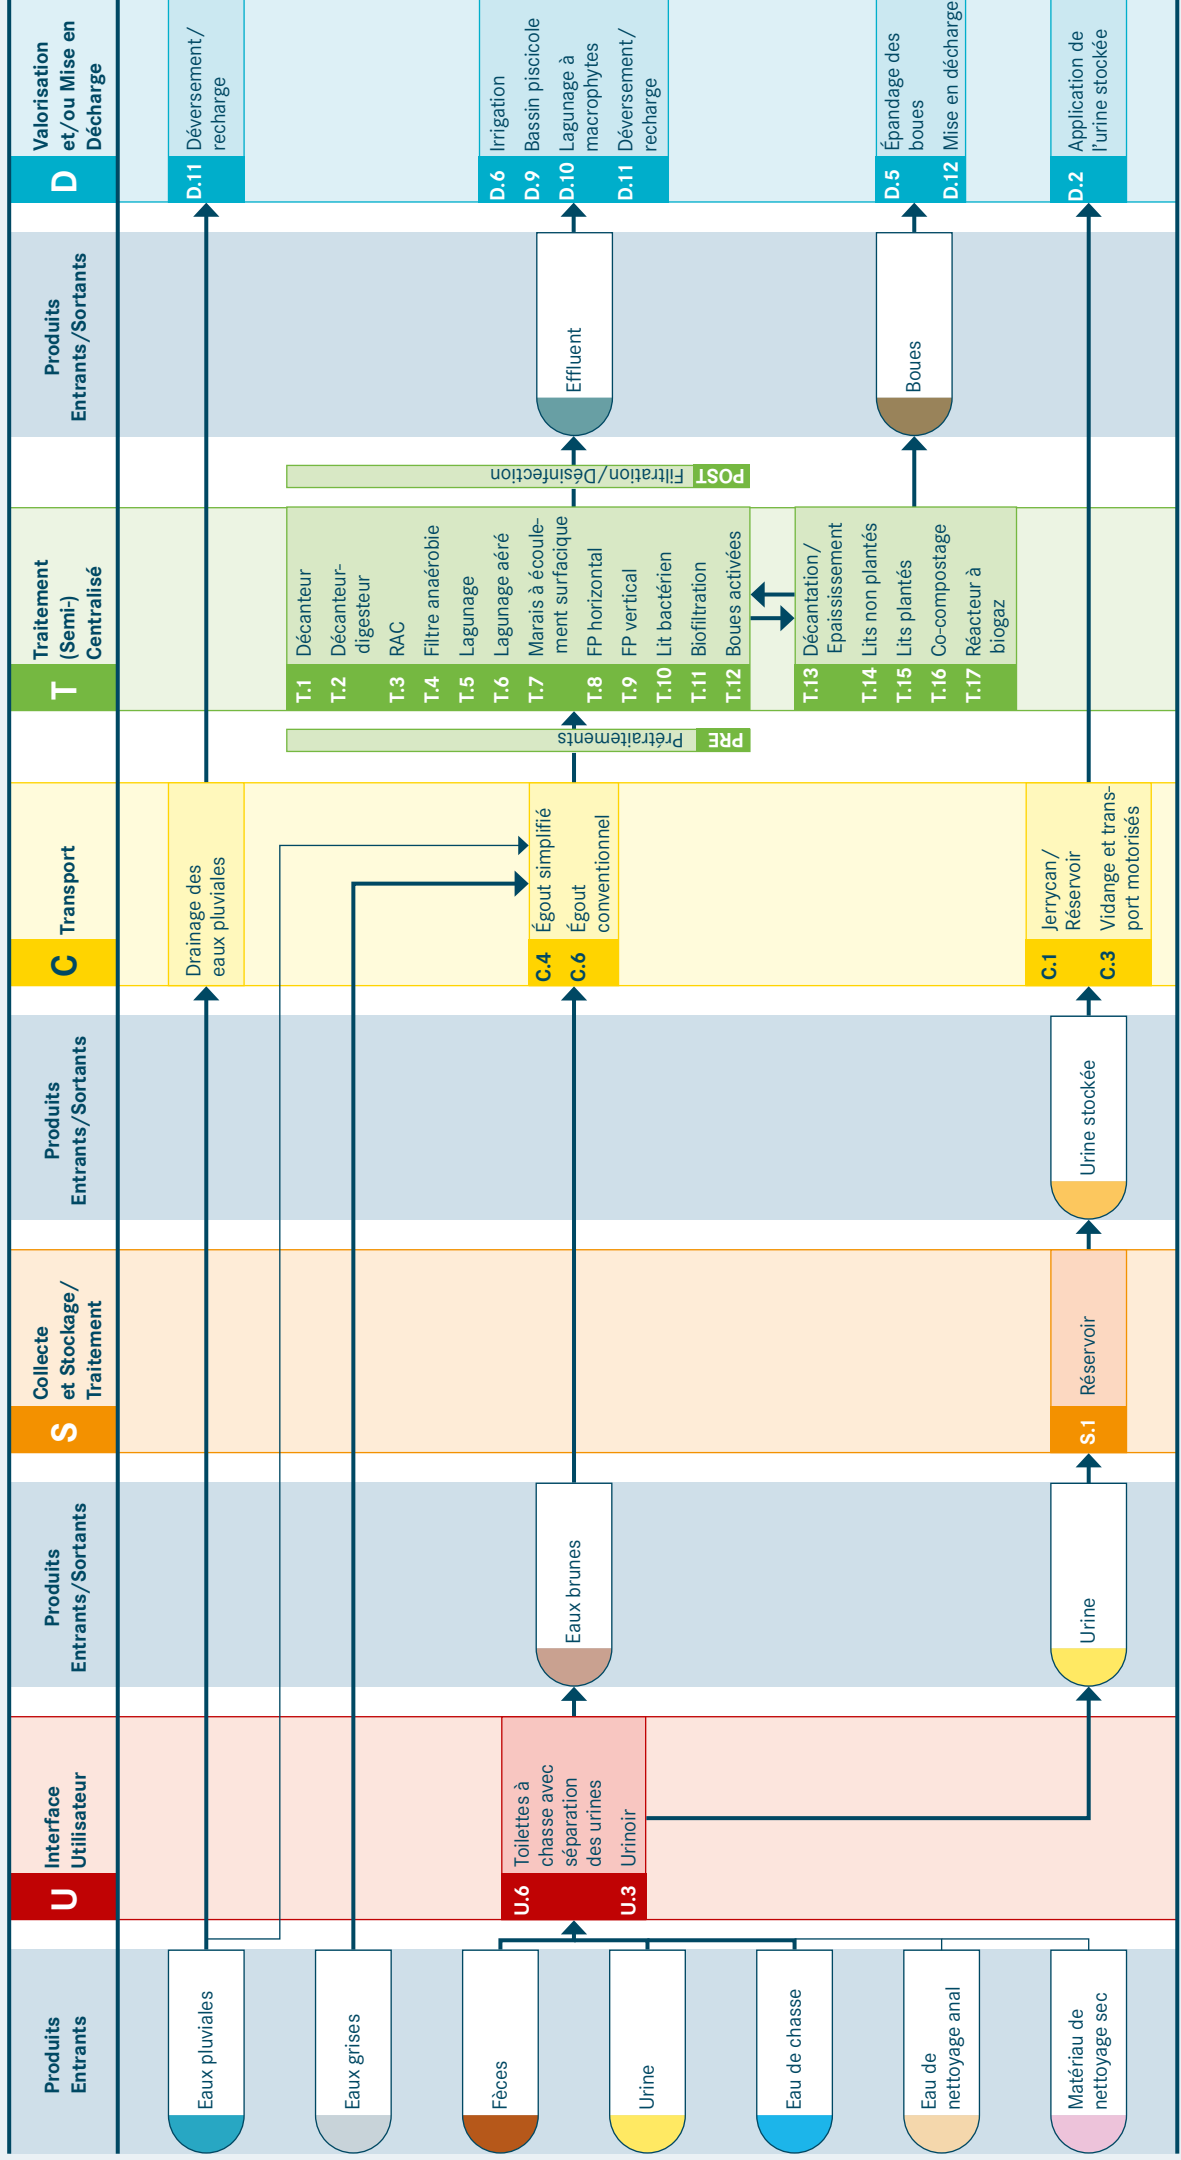 Produits
Entrants
U
Interface
Utilisateur
Produits
Entrants/Sortants
S
Collecte
et Stockage/
Traitement
Produits
Entrants/Sortants
C
Transport
T
Traitement
(Semi-)
Centralisé
Produits
Entrants/Sortants
D
Valorisation
et/ou Mise en
Décharge
Eaux pluviales
Eaux grises
Fèces
Urine
Eau de chasse
Eau de
nettoyage anal
Matériau de
nettoyage sec
U.6
Toilettes à
chasse avec
séparation
des urines
U.3
Urinoir
Eaux brunes
Urine
S.1
Réservoir
Urine stockée
Drainage des
eaux pluviales
C.4
Égout simplifié
C.6
Égout
conventionnel
C.1
Jerrycan/
Réservoir
C.3
Vidange et trans-
port motorisés
PRE
Prétraitements
T.1
Décanteur
T.2
Décanteur-
digesteur
T.3
RAC
T.4
Filtre anaérobie
T.5
Lagunage
T.6
Lagunage aéré
T.7
Marais à écoule-
ment surfacique
T.8
FP horizontal
T.9
FP vertical
T.10
Lit bactérien
T.11
Biofiltration
T.12
Boues activées
T.13
Décantation/
Epaississement
T.14
Lits non plantés
T.15
Lits plantés
T.16
Co-compostage
T.17
Réacteur à
biogaz
POST
Filtration/Désinfection
Effluent
Boues
D.11
Déversement/
recharge
D.6
Irrigation
D.9
Bassin piscicole
D.10
Lagunage à
macrophytes
D.11
Déversement/
recharge
D.5
Épandage des
boues
D.12
Mise en décharge
D.2
Application de
l'urine stockée